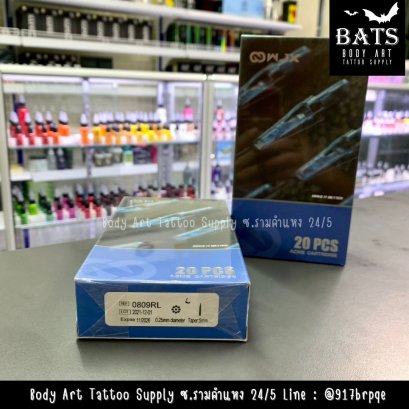 BATS
BODY ART
TATTOO SUPPLY
20 PCS
Body Art Tattoo Supply ซ.รามคำแหง 24/5
20 PCS
REF 0809RL
LOT 2021-12-01
Expire 11/2026 0.25mm diameter Taper:5mm
Body Art Tattoo Supply ซ.รามคำแหง 24/5 Line : @917brpqe